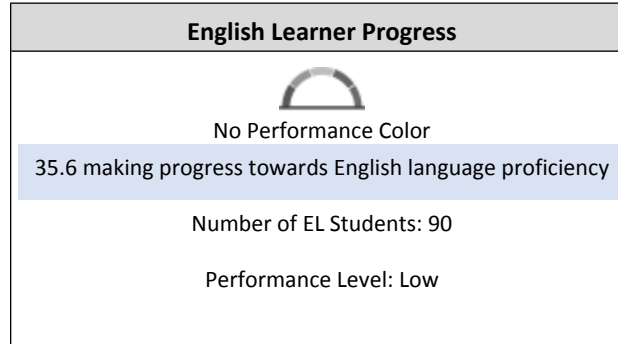 English Learner Progress
No Performance Color
35.6 making progress towards English language proficiency
Number of EL Students: 90
Performance Level: Low